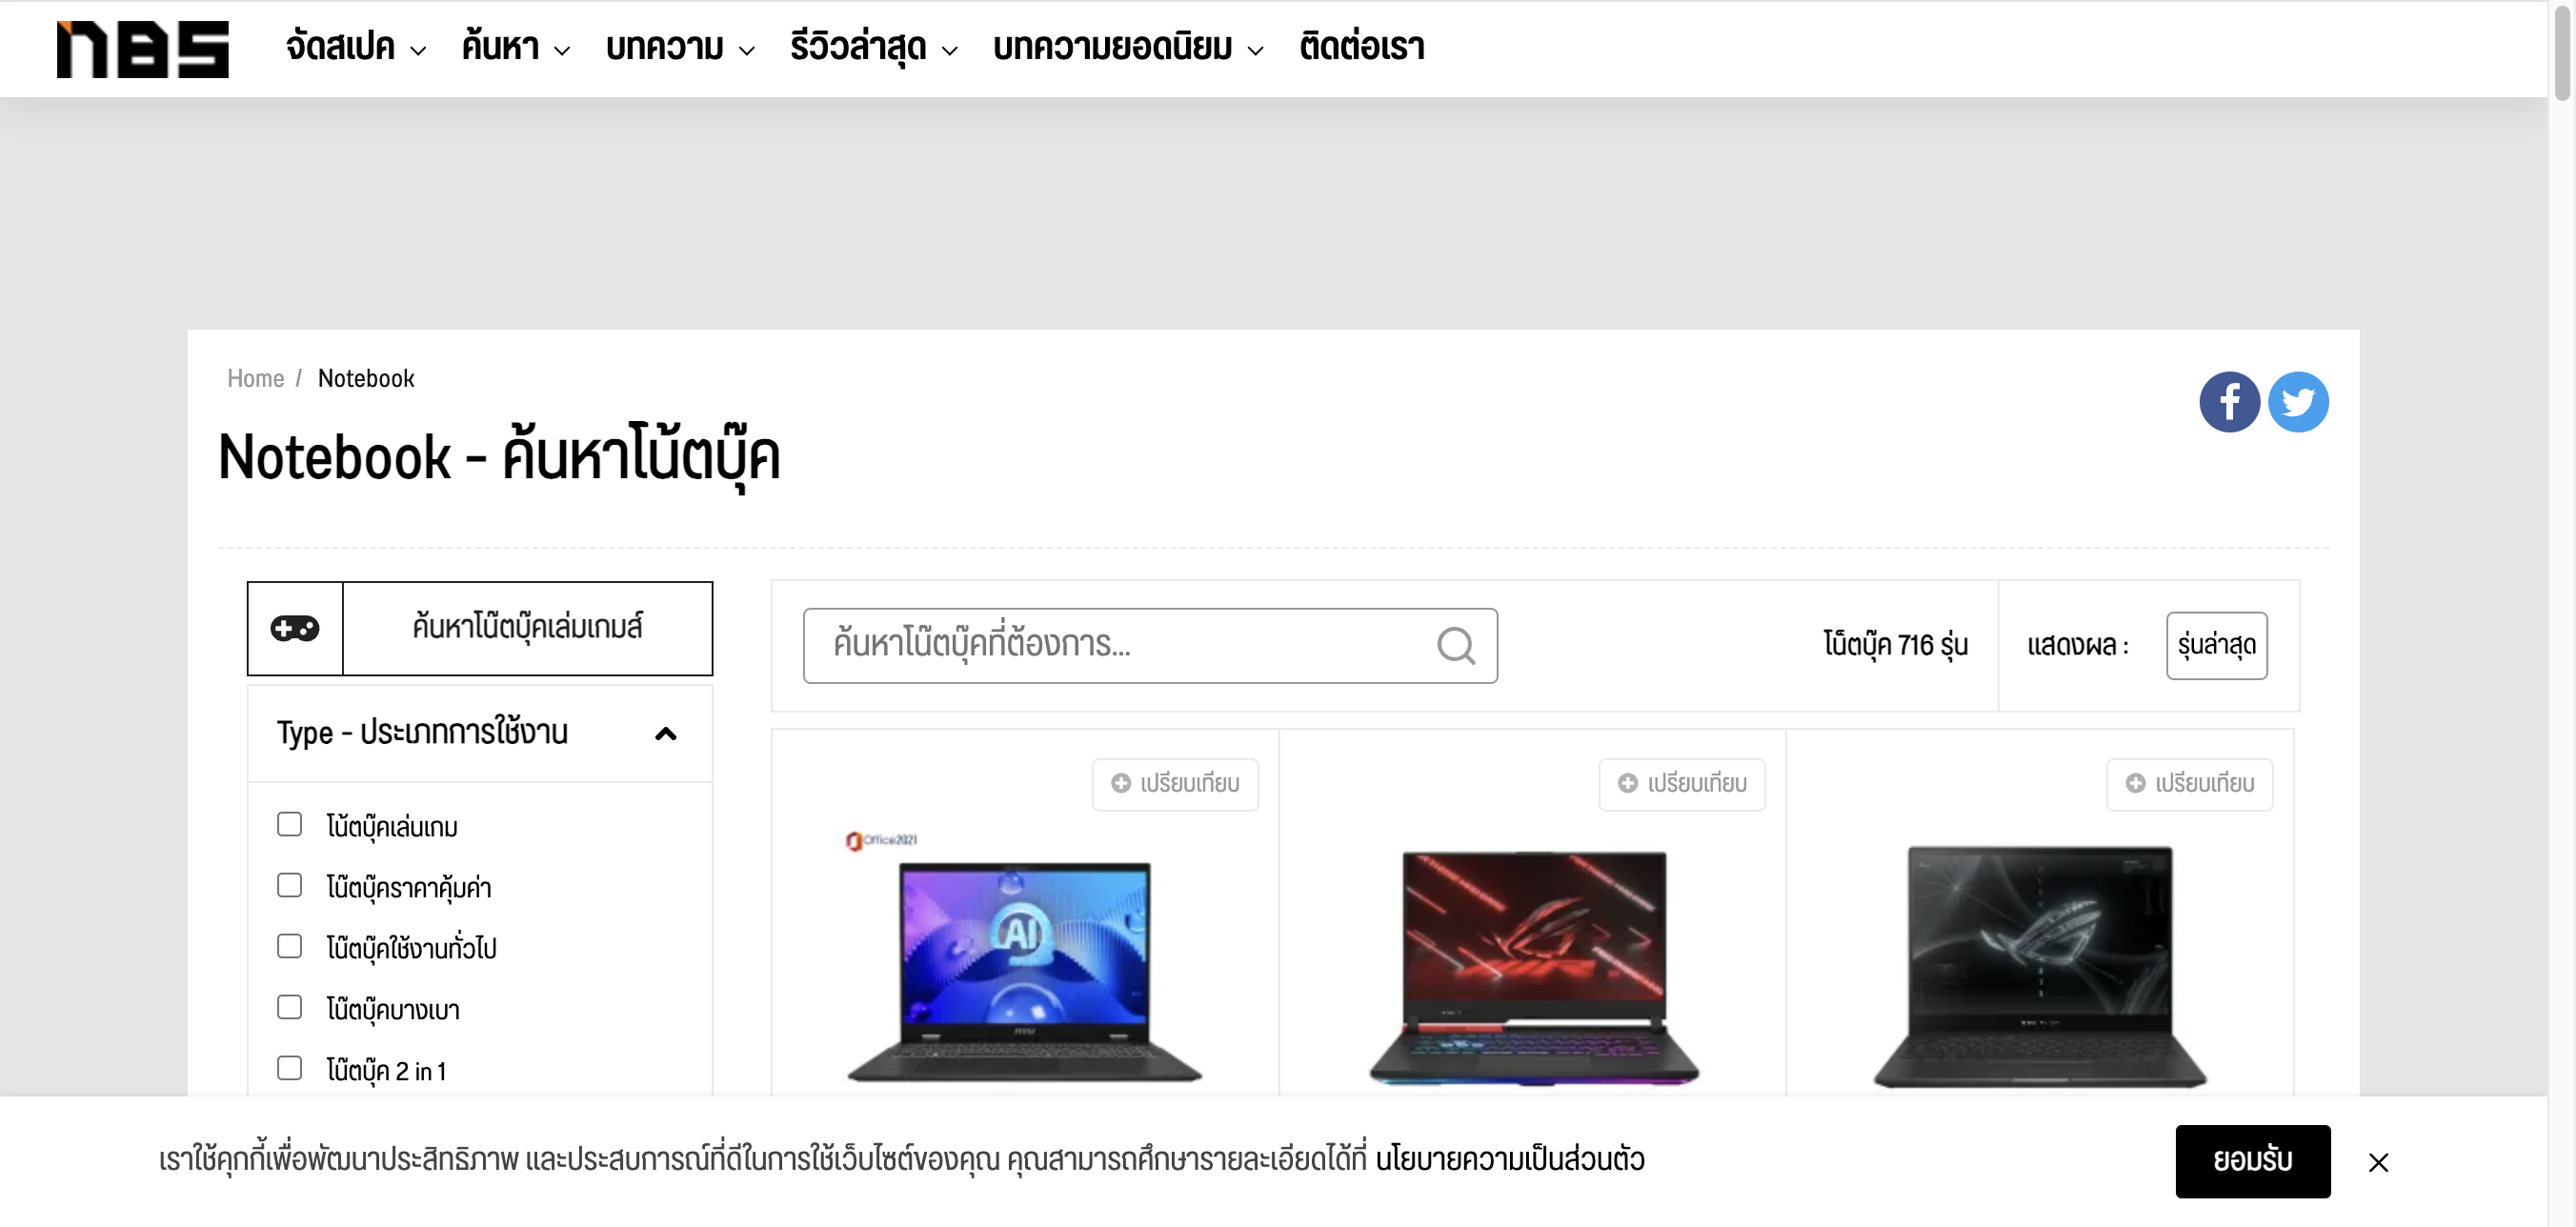 NBS
จัดสเปค
ค้นหา
บทความ
รีวิวล่าสุด
บทความยอดนิยม
ติดต่อเรา
Home / Notebook
Notebook - ค้นหาโน้ตบุ๊ค
ค้นหาโน๊ตบุ๊คเล่มเกมส์
ค้นหาโน๊ตบุ๊คที่ต้องการ...
โน็ตบุ๊ค 716 รุ่น
แสดงผล :
รุ่นล่าสุด
Type - ประเภทการใช้งาน
โน้ตบุ๊คเล่นเกม
โน๊ตบุ๊คราคาคุ้มค่า
โน๊ตบุ๊คใช้งานทั่วไป
โน๊ตบุ๊คบางเบา
โน๊ตบุ๊ค 2 in 1
เปรียบเทียบ
เปรียบเทียบ
เปรียบเทียบ
Office2021
AI
msi
เราใช้คุกกี้เพื่อพัฒนาประสิทธิภาพ และประสบการณ์ที่ดีในการใช้เว็บไซต์ของคุณ คุณสามารถศึกษารายละเอียดได้ที่ นโยบายความเป็นส่วนตัว
ยอมรับ